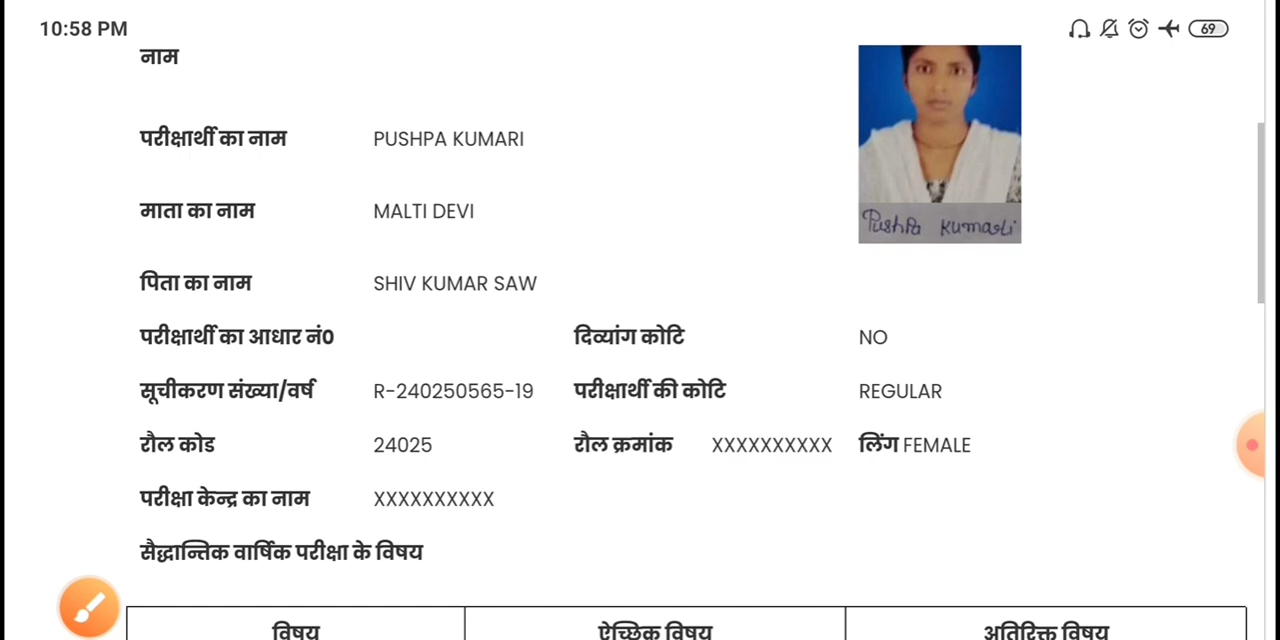 10:58 PM 69
नाम
परीक्षार्थी का नाम PUSHPA KUMARI
माता का नाम MALTI DEVI
Pushpa Kumari
पिता का नाम SHIV KUMAR SAW
परीक्षार्थी का आधार नं0 दिव्यांग कोटि NO
सूचीकरण संख्या/वर्ष R-240250565-19 परीक्षार्थी की कोटि REGULAR
रौल कोड 24025 रौल क्रमांक XXXXXXXXXX लिंग FEMALE
परीक्षा केन्द्र का नाम XXXXXXXXXX
सैद्धान्तिक वार्षिक परीक्षा के विषय
विषय ऐच्छिक विषय अतिरिक्त विषय